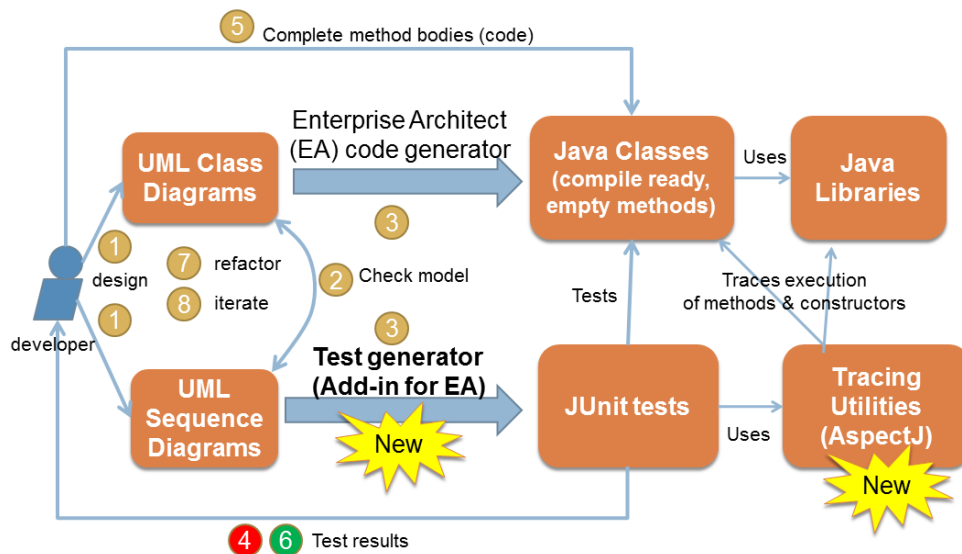 5 Complete method bodies (code)
Enterprise Architect
(EA) code generator
UML Class
Diagrams
Java Classes
(compile ready,
empty methods)
Uses
Java
Libraries
3
1
design
7 refactor
2 Check model
8 iterate
1
developer
Tests
Traces execution
of methods & constructors
3
Test generator
(Add-in for EA)
New
UML
Sequence
Diagrams
JUnit tests
Uses
Tracing
Utilities
(AspectJ)
New
4 6 Test results